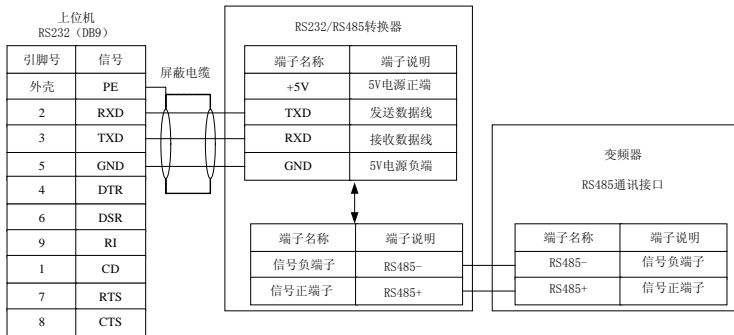 上位机
RS232（DB9）
引脚号 信号
外壳 PE
2 RXD
3 TXD
5 GND
4 DTR
6 DSR
9 RI
1 CD
7 RTS
8 CTS
屏蔽电缆
RS232/RS485转换器
端子名称 端子说明
+5V 5V电源正端
TXD 发送数据线
RXD 接收数据线
GND 5V电源负端
端子名称 端子说明
信号负端子 RS485-
信号正端子 RS485+
变频器
RS485通讯接口
端子名称 端子说明
RS485- 信号负端子
RS485+ 信号正端子